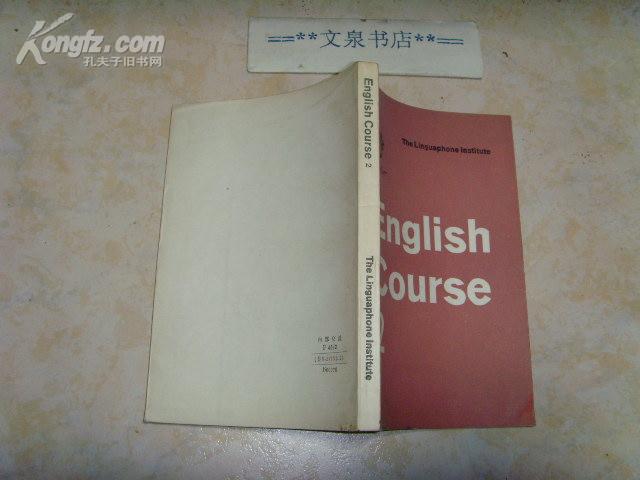 Kongfz.com
孔夫子旧书网
==**文泉书店**==
English Course 2
The Linguaphone Institute
The Linguaphone Institute
English
Course
2